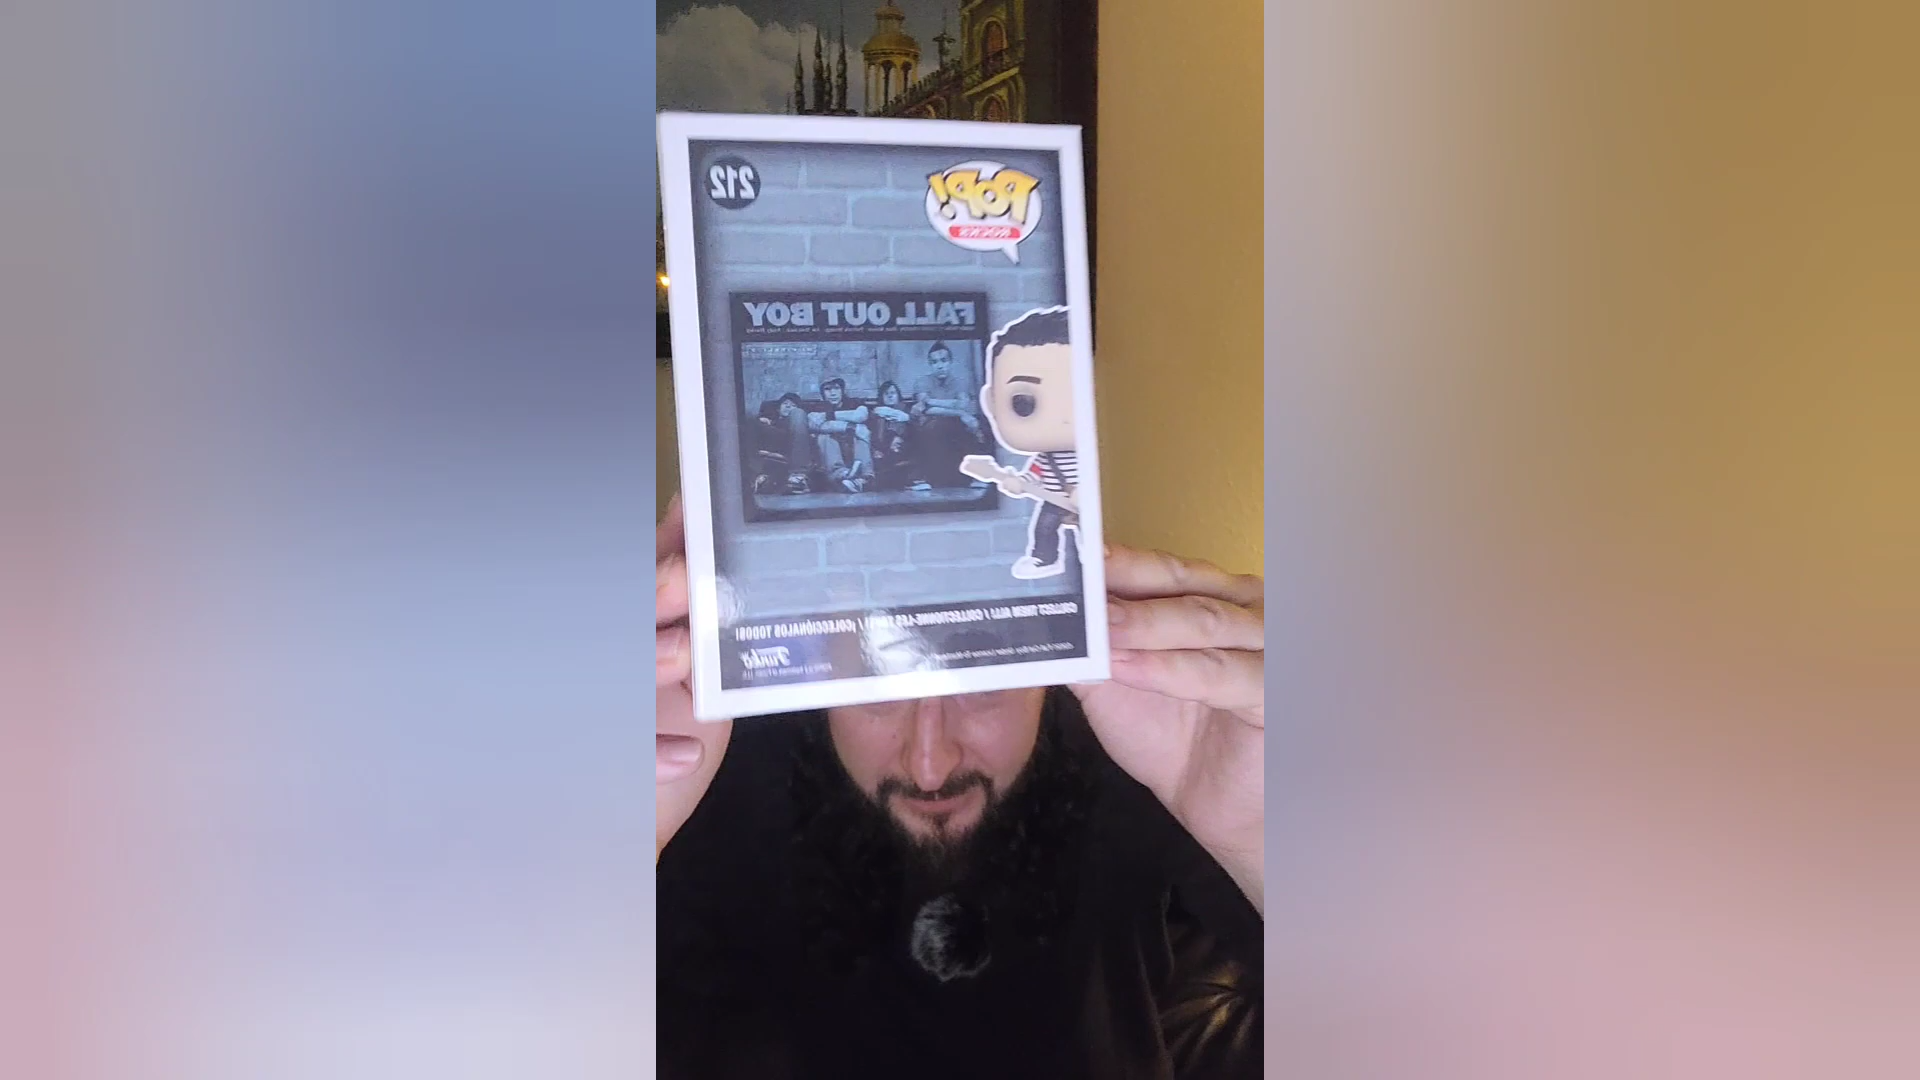 POP!
ROCKS
212
FALL OUT BOY
COLLECT THEM ALL! / COLLECTIONNE-LES TOUS! / ¡COLECCIÓNALOS TODOS!
Funko